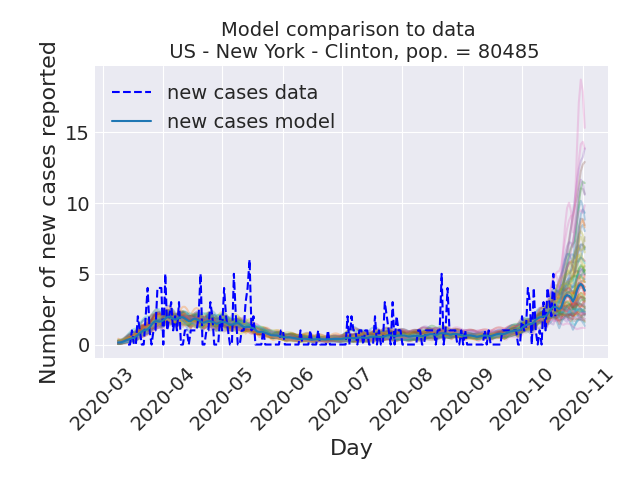 Model comparison to data
US - New York - Clinton, pop. = 80485
Number of new cases reported
new cases data
new cases model
15
10
5
0
2020-03
2020-04
2020-05
2020-06
2020-07
2020-08
2020-09
2020-10
2020-11
Day